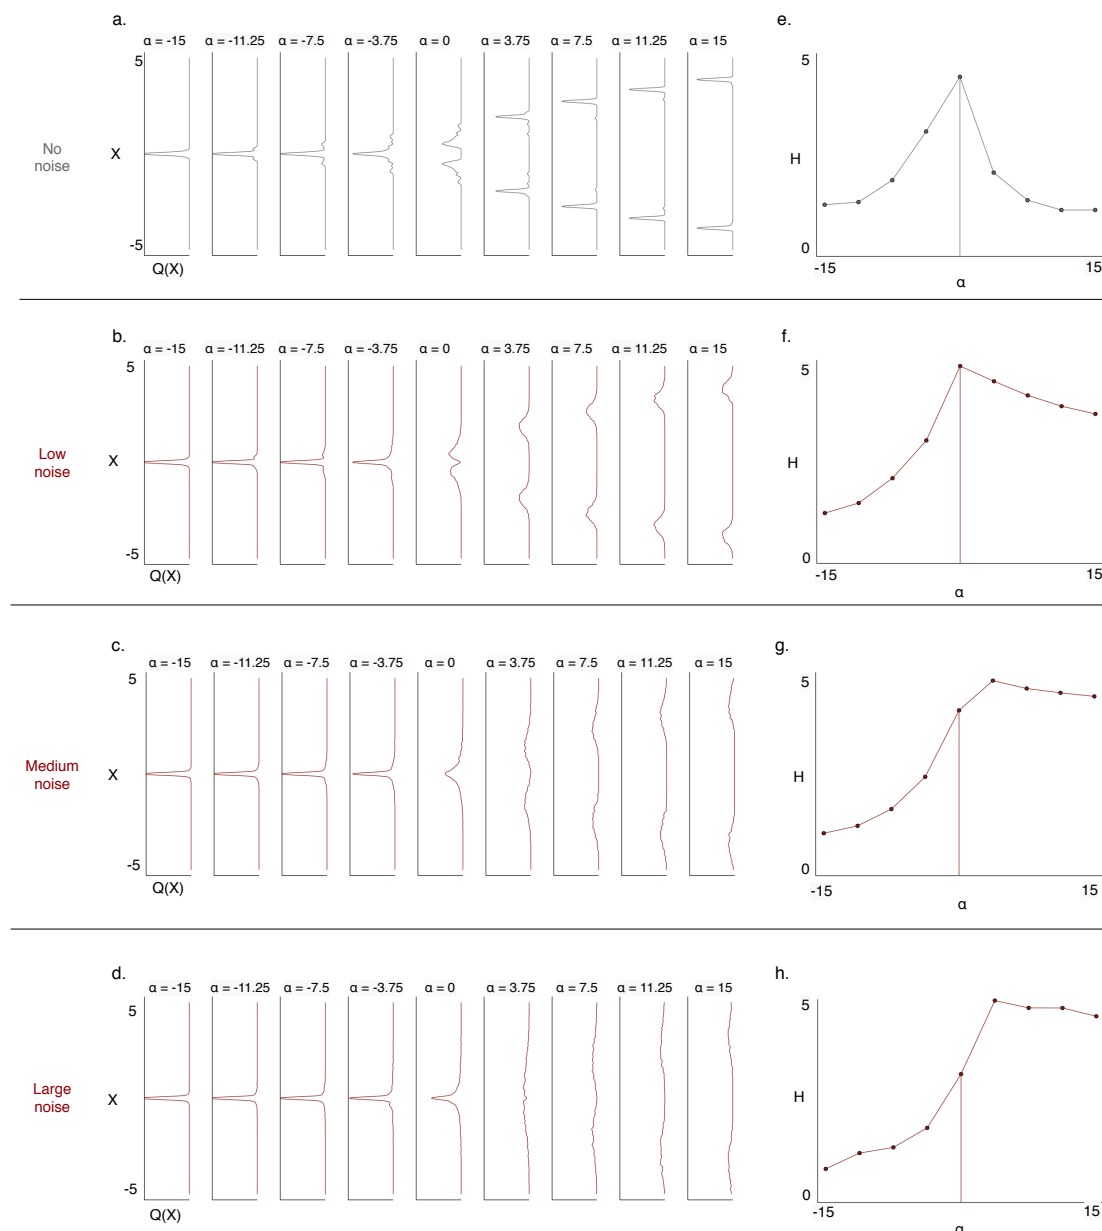 a.
α = -15 α = -11.25 α = -7.5 α = -3.75 α = 0 α = 3.75 α = 7.5 α = 11.25 α = 15
5
No
noise
X
-5
Q(X)
e.
5
H
0
-15 15
α
b.
α = -15 α = -11.25 α = -7.5 α = -3.75 α = 0 α = 3.75 α = 7.5 α = 11.25 α = 15
5
Low
noise
X
-5
Q(X)
f.
5
H
0
-15 15
α
c.
α = -15 α = -11.25 α = -7.5 α = -3.75 α = 0 α = 3.75 α = 7.5 α = 11.25 α = 15
5
Medium
noise
X
-5
Q(X)
g.
5
H
0
-15 15
α
d.
α = -15 α = -11.25 α = -7.5 α = -3.75 α = 0 α = 3.75 α = 7.5 α = 11.25 α = 15
5
Large
noise
X
-5
Q(X)
h.
5
H
0
-15 15
α